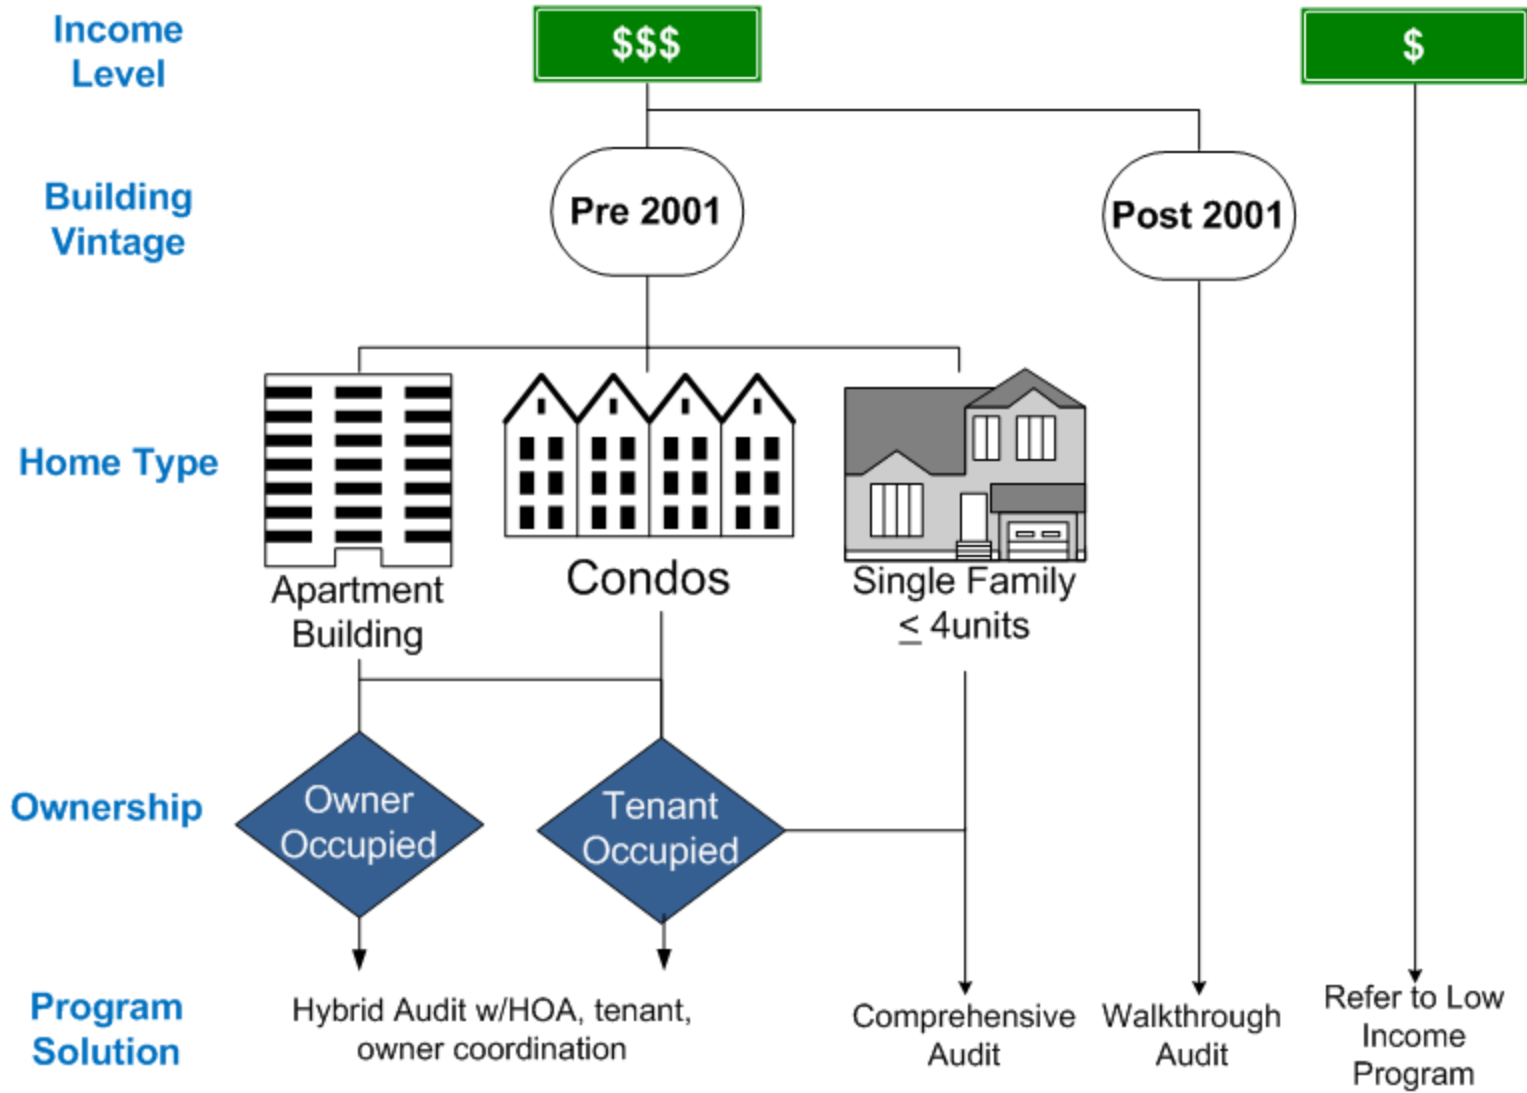 Income
Level
$$$
$
Building
Vintage
Pre 2001
Post 2001
Home Type
Apartment
Building
Condos
Single Family
≤ 4units
Ownership
Owner
Occupied
Tenant
Occupied
Program
Solution
Hybrid Audit w/HOA, tenant,
owner coordination
Comprehensive
Audit
Walkthrough
Audit
Refer to Low
Income
Program